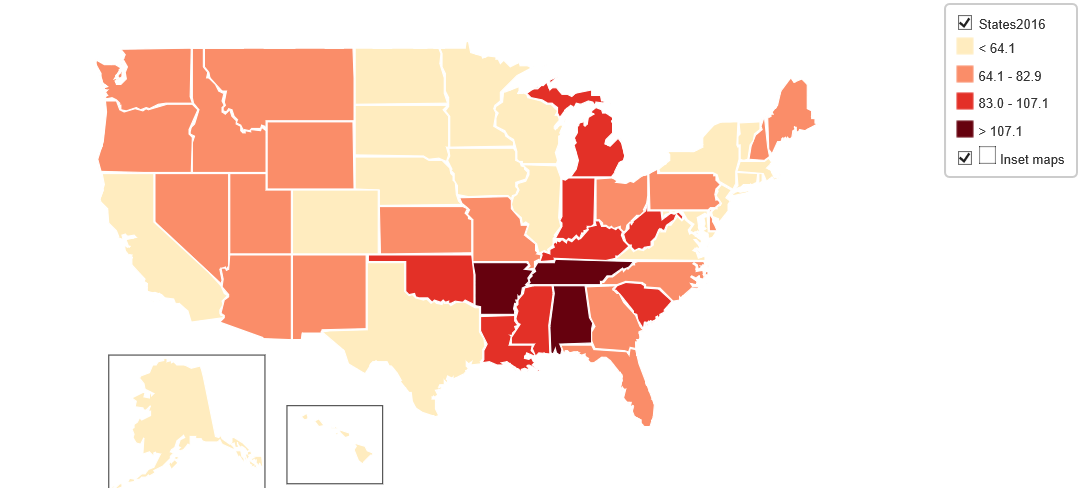 States2016
< 64.1
64.1 - 82.9
83.0 - 107.1
> 107.1
Inset maps